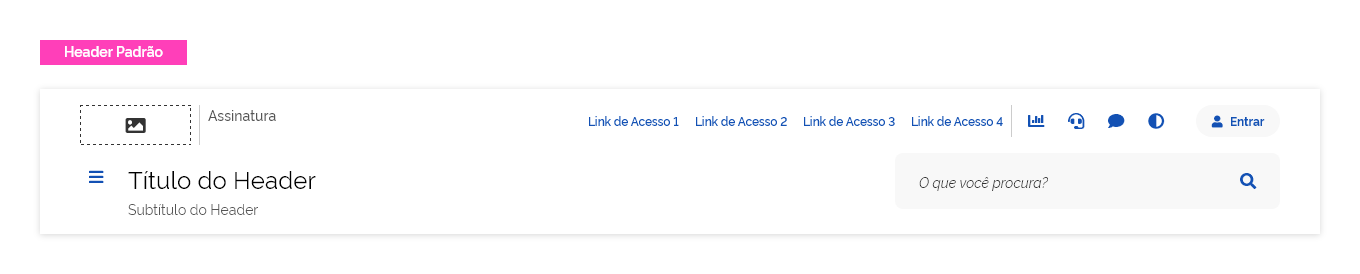 Header Padrão
Assinatura
Link de Acesso 1 Link de Acesso 2 Link de Acesso 3 Link de Acesso 4 Entrar
Título do Header
O que você procura?
Subtítulo do Header